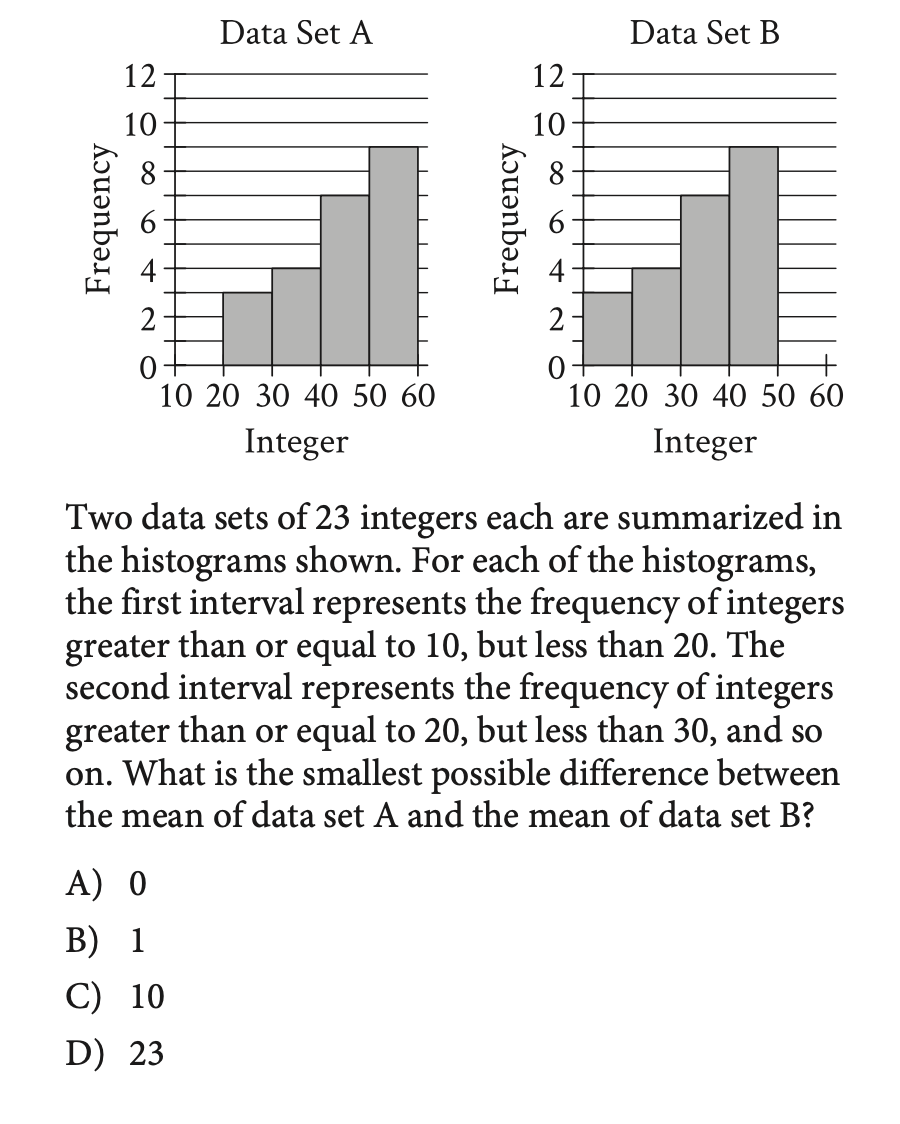 Data Set A
12
10
8
6
4
2
0
Frequency
10 20 30 40 50 60
Integer
Data Set B
12
10
8
6
4
2
0
Frequency
10 20 30 40 50 60
Integer
Two data sets of 23 integers each are summarized in
the histograms shown. For each of the histograms,
the first interval represents the frequency of integers
greater than or equal to 10, but less than 20. The
second interval represents the frequency of integers
greater than or equal to 20, but less than 30, and so
on. What is the smallest possible difference between
the mean of data set A and the mean of data set B?
A) 0
B) 1
C) 10
D) 23